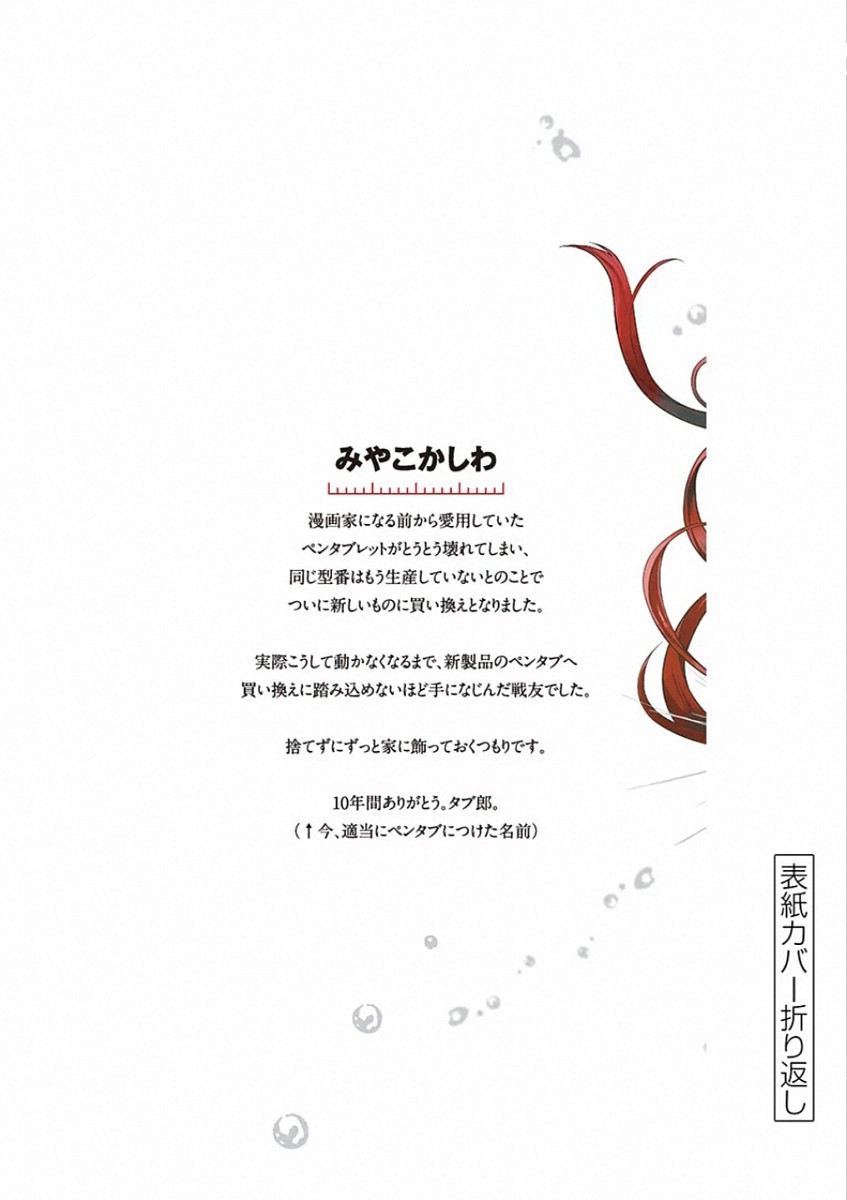 みやこかしわ
漫画家になる前から愛用していた
ペンタブレットがとうとう壊れてしまい、
同じ型番はもう生産していないとのことで
ついに新しいものに買い換えとなりました。
実際こうして動かなくなるまで、新製品のペンタブへ
買い換えに踏み込めないほど手になじんだ戦友でした。
捨てずにずっと家に飾っておくつもりです。
10年間ありがとう。タブ郎。
(↑今、適当にペンタブにつけた名前)
表紙カバー折り返し